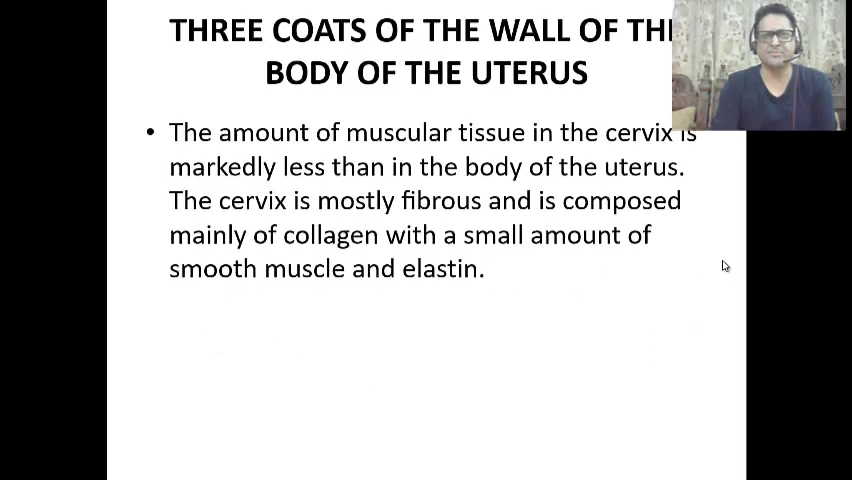 THREE COATS OF THE WALL OF TH
BODY OF THE UTERUS
• The amount of muscular tissue in the cervix is
markedly less than in the body of the uterus.
The cervix is mostly fibrous and is composed
mainly of collagen with a small amount of
smooth muscle and elastin.